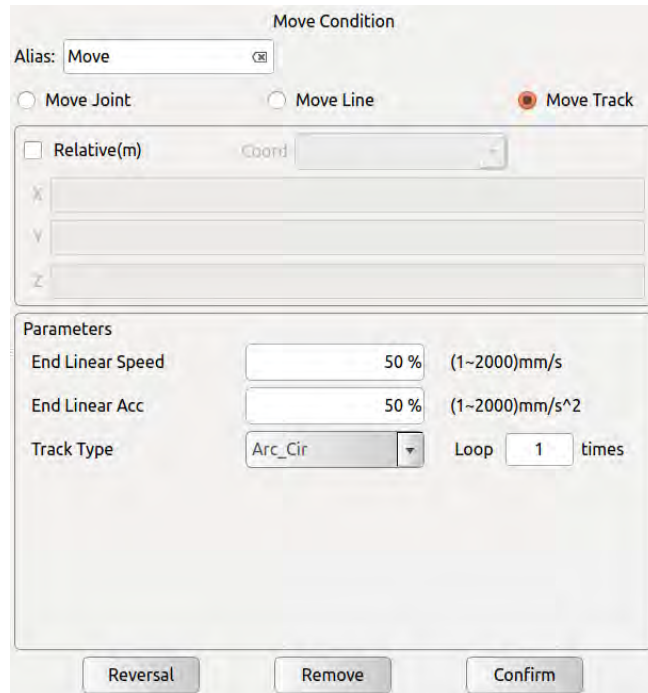 Move Condition
Alias: Move
Move Joint Move Line Move Track
Relative(m) Coord
X
Y
Z
Parameters
End Linear Speed 50 % (1~2000)mm/s
End Linear Acc 50 % (1~2000)mm/s^2
Track Type Arc_Cir Loop 1 times
Reversal Remove Confirm